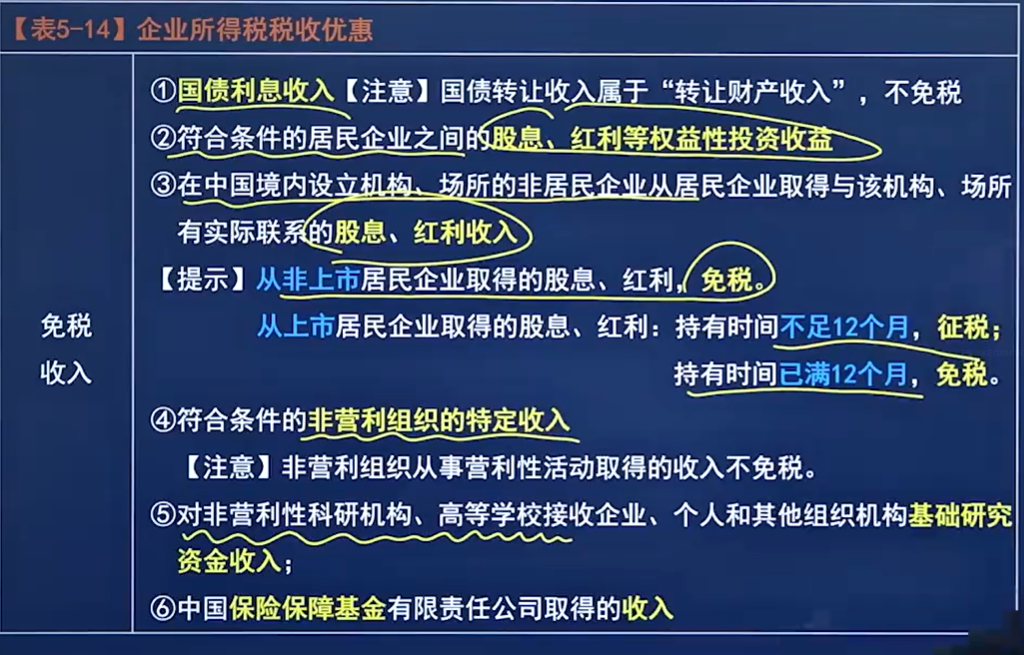 【表5-14】企业所得税税收优惠
免税
收入
①国债利息收入【注意】国债转让收入属于“转让财产收入”，不免税
②符合条件的居民企业之间的股息、红利等权益性投资收益
③在中国境内设立机构、场所的非居民企业从居民企业取得与该机构、场所
有实际联系的股息、红利收入
【提示】从非上市居民企业取得的股息、红利，免税。
从上市居民企业取得的股息、红利：持有时间不足12个月，征税；
持有时间已满12个月，免税。
④符合条件的非营利组织的特定收入
【注意】非营利组织从事营利性活动取得的收入不免税。
⑤对非营利性科研机构、高等学校接收企业、个人和其他组织机构基础研究
资金收入；
⑥中国保险保障基金有限责任公司取得的收入